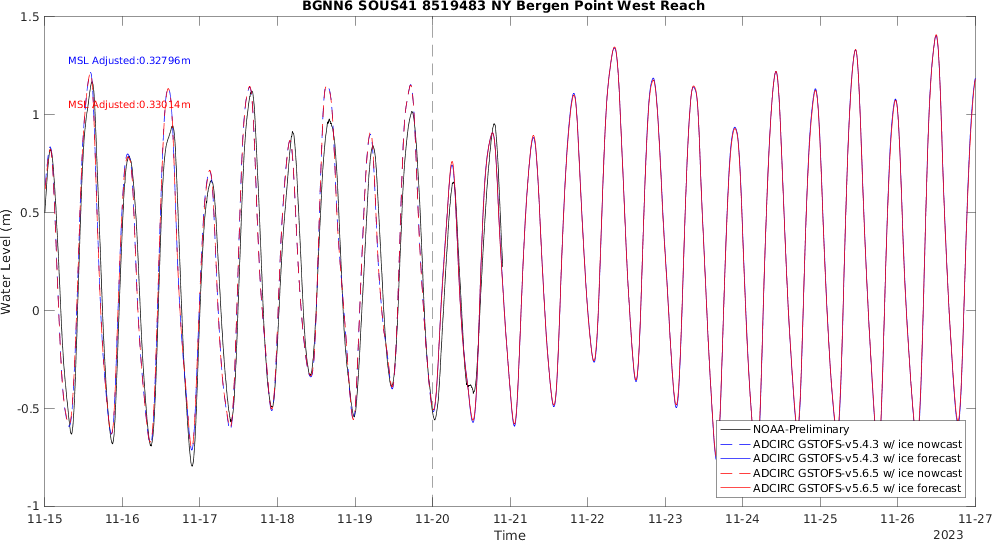 BGNN6 SOUS41 8519483 NY Bergen Point West Reach
1.5
MSL Adjusted:0.32796m
MSL Adjusted:0.33014m
1
0.5
Water Level (m)
0
-0.5
NOAA-Preliminary
ADCIRC GSTOFS-v5.4.3 w/ ice nowcast
ADCIRC GSTOFS-v5.4.3 w/ ice forecast
ADCIRC GSTOFS-v5.6.5 w/ ice nowcast
ADCIRC GSTOFS-v5.6.5 w/ ice forecast
-1
11-15 11-16 11-17 11-18 11-19 11-20 11-21 11-22 11-23 11-24 11-25 11-26 11-27
Time
2023